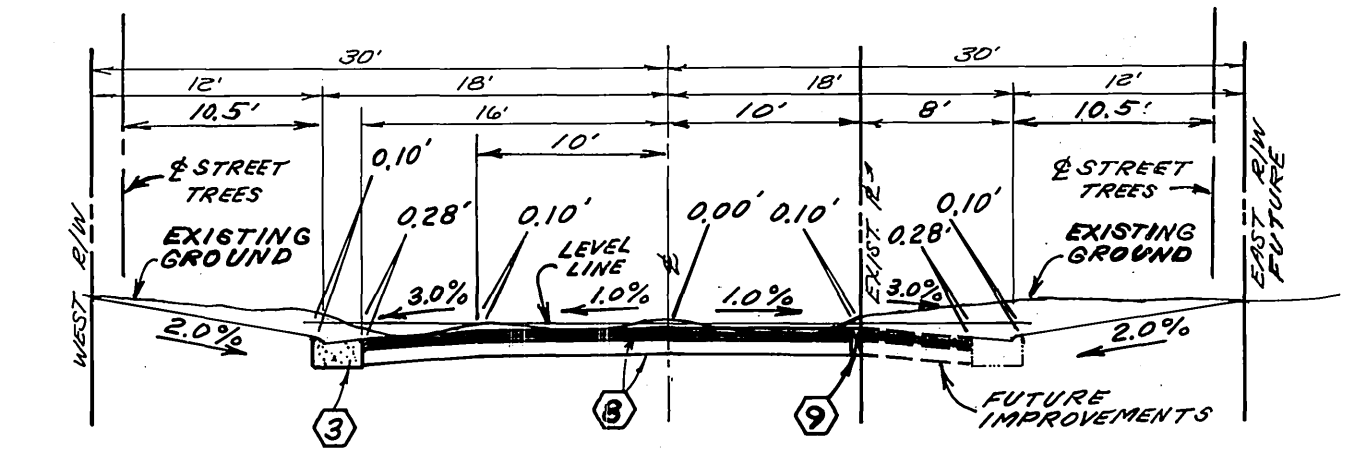 30' 30'
12' 18' 18' 12'
10.5' 16' 10' 8' 10.5'
10'
0.10'
℄ STREET
TREES
℄ STREET
TREES
0.28' 0.10' 0.00' 0.10' 0.10'
0.28'
EXISTING
GROUND
LEVEL
LINE
℄
EXISTING
GROUND
WEST R/W
EXIST. R
EAST R/W
FUTURE
3.0% 1.0% 1.0% 3.0%
2.0% 2.0%
3 8 9
FUTURE
IMPROVEMENTS